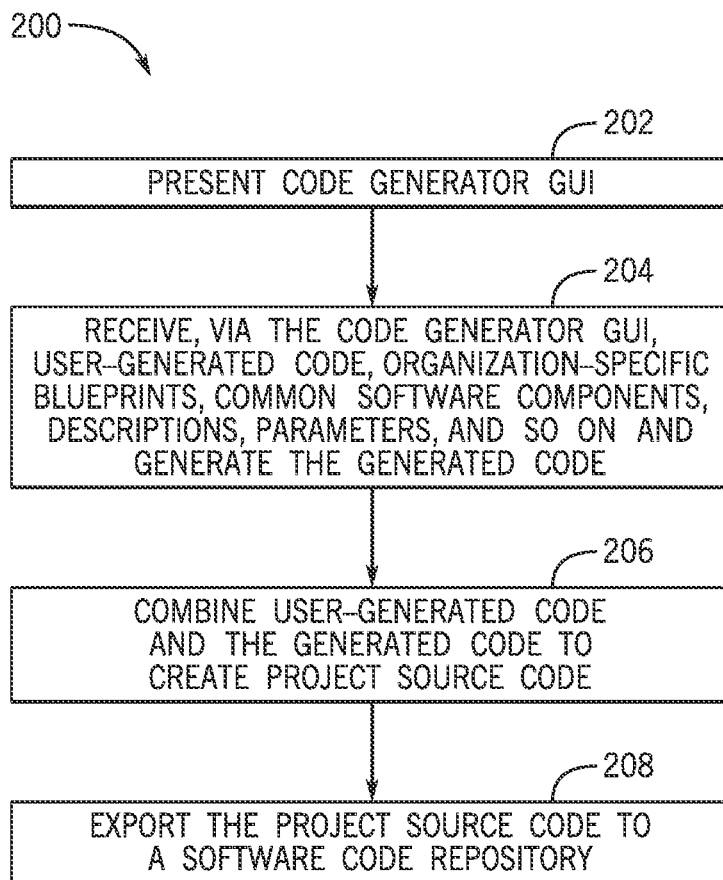 200
202
PRESENT CODE GENERATOR GUI
204
RECEIVE, VIA THE CODE GENERATOR GUI,
USER-GENERATED CODE, ORGANIZATION-SPECIFIC
BLUEPRINTS, COMMON SOFTWARE COMPONENTS,
DESCRIPTIONS, PARAMETERS, AND SO ON AND
GENERATE THE GENERATED CODE
206
COMBINE USER-GENERATED CODE
AND THE GENERATED CODE TO
CREATE PROJECT SOURCE CODE
208
EXPORT THE PROJECT SOURCE CODE TO
A SOFTWARE CODE REPOSITORY